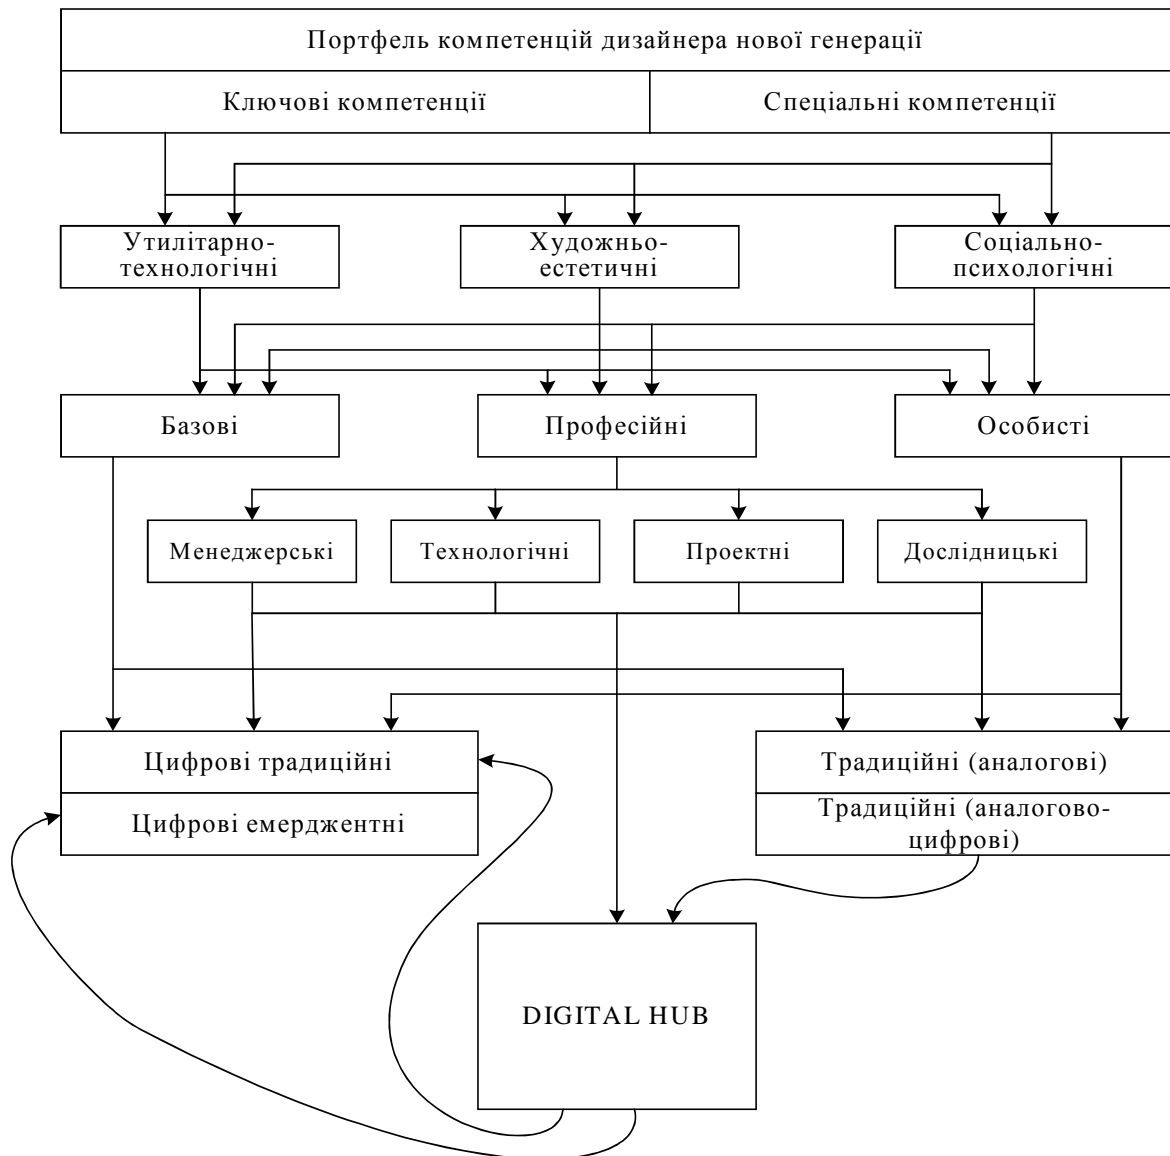 Портфель компетенцій дизайнера нової генерації
Ключові компетенції
Спеціальні компетенції
Утилітарно-
технологічні
Художньо-
естетичні
Соціально-
психологічні
Базові
Професійні
Особисті
Менеджерські
Технологічні
Проектні
Дослідницькі
Цифрові традиційні
Традиційні (аналогові)
Цифрові емерджентні
Традиційні (аналогово-
цифрові)
DIGITAL HUB